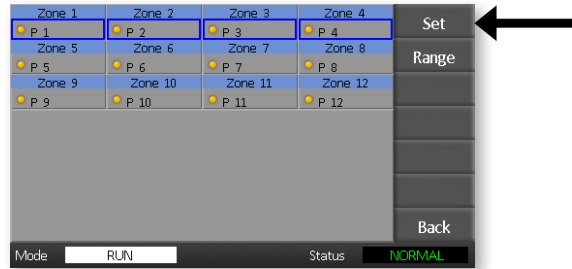 Zone 1 Zone 2 Zone 3 Zone 4 Set
P 1 P 2 P 3 P 4
Zone 5 Zone 6 Zone 7 Zone 8 Range
P 5 P 6 P 7 P 8
Zone 9 Zone 10 Zone 11 Zone 12
P 9 P 10 P 11 P 12
Back
Mode RUN Status NORMAL